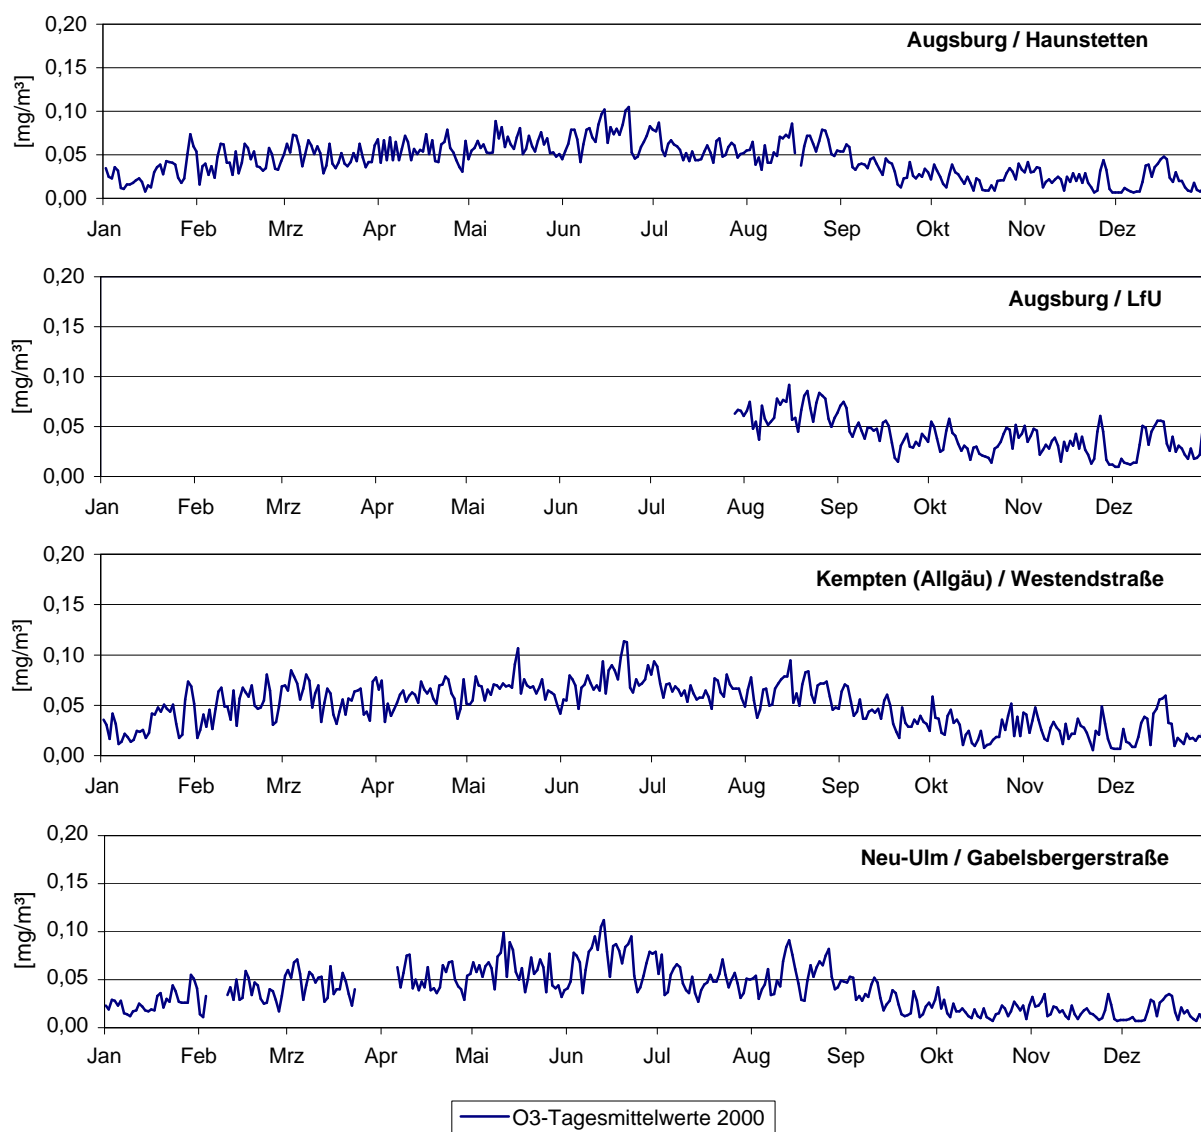 Augsburg / Haunstetten
[mg/m³]
0,20
0,15
0,10
0,05
0,00
Jan Feb Mrz Apr Mai Jun Jul Aug Sep Okt Nov Dez
Augsburg / LfU
[mg/m³]
0,20
0,15
0,10
0,05
0,00
Jan Feb Mrz Apr Mai Jun Jul Aug Sep Okt Nov Dez
Kempten (Allgäu) / Westendstraße
[mg/m³]
0,20
0,15
0,10
0,05
0,00
Jan Feb Mrz Apr Mai Jun Jul Aug Sep Okt Nov Dez
Neu-Ulm / Gabelsbergerstraße
[mg/m³]
0,20
0,15
0,10
0,05
0,00
Jan Feb Mrz Apr Mai Jun Jul Aug Sep Okt Nov Dez
O3-Tagesmittelwerte 2000